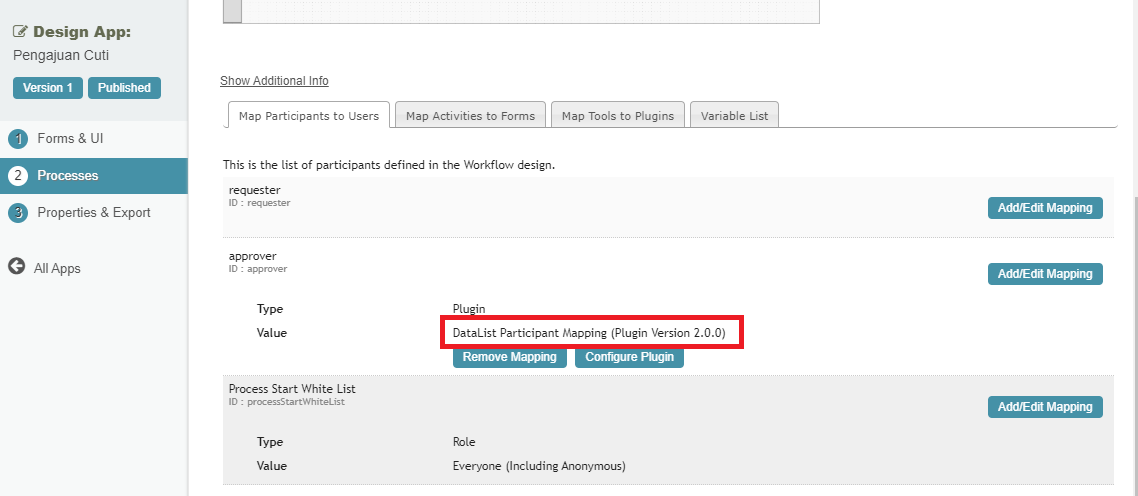 Design App:
Pengajuan Cuti
Version 1 Published
1 Forms & UI
2 Processes
3 Properties & Export
All Apps
Show Additional Info
Map Participants to Users Map Activities to Forms Map Tools to Plugins Variable List
This is the list of participants defined in the Workflow design.
requester
ID : requester
Add/Edit Mapping
approver
ID : approver
Add/Edit Mapping
Type Plugin
Value DataList Participant Mapping (Plugin Version 2.0.0)
Remove Mapping Configure Plugin
Process Start White List
ID : processStartWhiteList
Add/Edit Mapping
Type Role
Value Everyone (Including Anonymous)